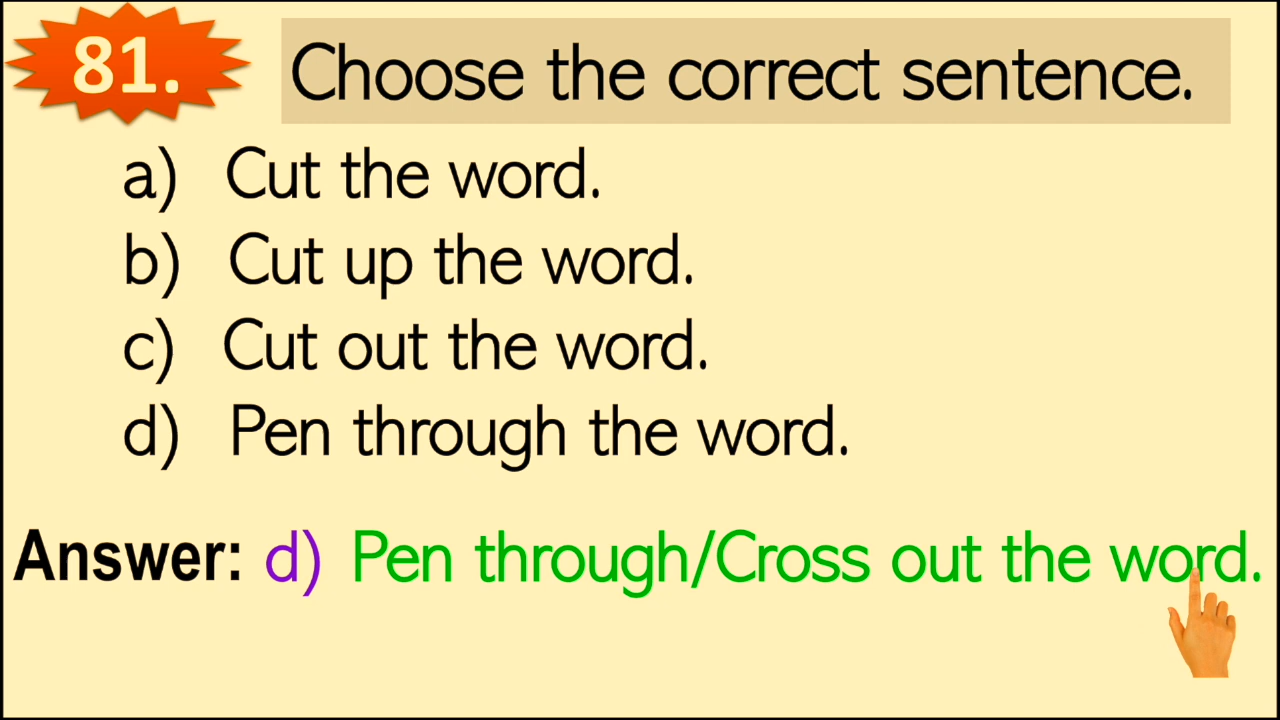 81. Choose the correct sentence.
a) Cut the word.
b) Cut up the word.
c) Cut out the word.
d) Pen through the word.
Answer: d) Pen through/Cross out the word.